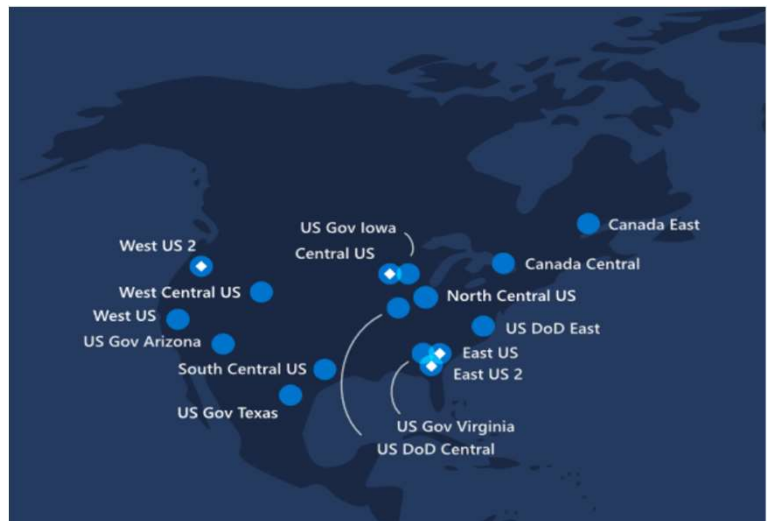 Canada East
US Gov Iowa
West US 2
Central US
Canada Central
West Central US
North Central US
West US
US DoD East
US Gov Arizona
East US
South Central US
East US 2
US Gov Texas
US Gov Virginia
US DoD Central